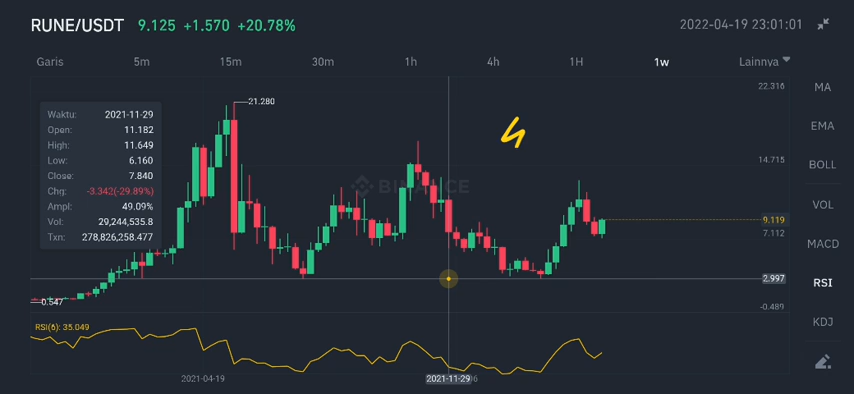 RUNE/USDT 9.125 +1.570 +20.78% 2022-04-19 23:01:01
Garis 5m 15m 30m 1h 4h 1H 1w Lainnya
22.316
MA
21.280
Waktu: 2021-11-29
Open: 11.182
High: 11.649
Low: 6.160
Close: 7.840
Chg: -3.342(-29.89%)
Ampl: 49.09%
Vol: 29,244,535.8
Txn: 278,826,258.477
EMA
14.715
BOLL
BINANCE
VOL
9.119
7.112
MACD
2.997
RSI
0.547
-0.489
KDJ
RSI(6): 35.049
2021-04-19 2021-11-29